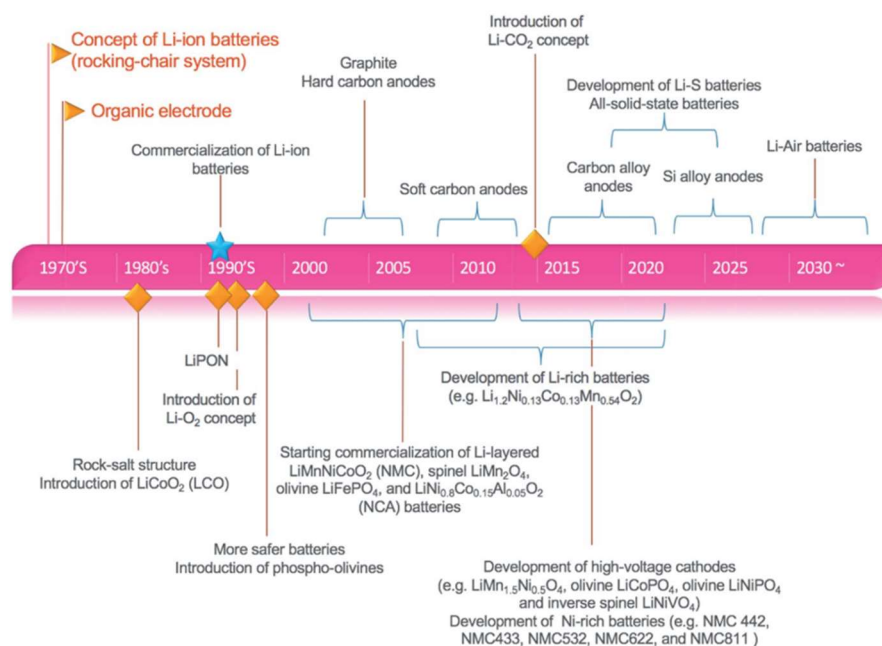 Concept of Li-ion batteries
(rocking-chair system)
Organic electrode
Commercialization of Li-ion
batteries
Graphite
Hard carbon anodes
Soft carbon anodes
Introduction of
Li-CO₂ concept
Development of Li-S batteries
All-solid-state batteries
Carbon alloy
anodes
Si alloy anodes
Li-Air batteries
1970'S
1980's
1990'S
2000
2005
2010
2015
2020
2025
2030 ~
LiPON
Introduction of
Li-O₂ concept
Rock-salt structure
Introduction of LiCoO₂ (LCO)
More safer batteries
Introduction of phospho-olivines
Starting commercialization of Li-layered
LiMnNiCoO₂ (NMC), spinel LiMn₂O₄,
olivine LiFePO₄, and LiNi₀.₈Co₀.₁₅Al₀.₀₅O₂
(NCA) batteries
Development of Li-rich batteries
(e.g. Li₁.₂Ni₀.₁₃Co₀.₁₃Mn₀.₅₄O₂)
Development of high-voltage cathodes
(e.g. LiMn₁.₅Ni₀.₅O₄, olivine LiCoPO₄, olivine LiNiPO₄
and inverse spinel LiNiVO₄)
Development of Ni-rich batteries (e.g. NMC 442,
NMC433, NMC532, NMC622, and NMC811 )